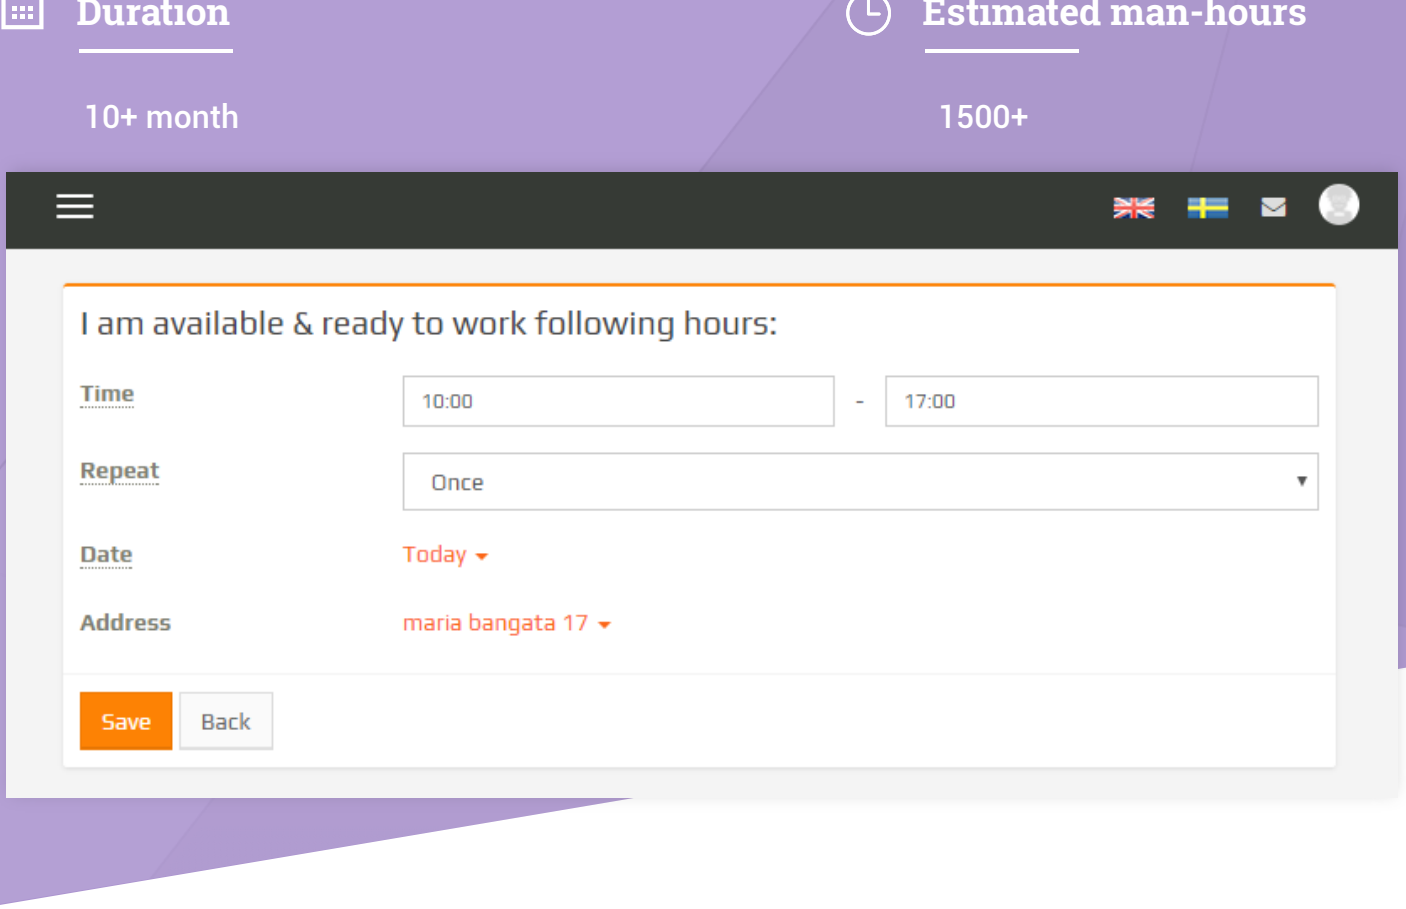 Duration
Estimated man-hours
10+ month
1500+
I am available & ready to work following hours:
Time
10:00 - 17:00
Repeat
Once
Date
Today
Address
maria bangata 17
Save
Back